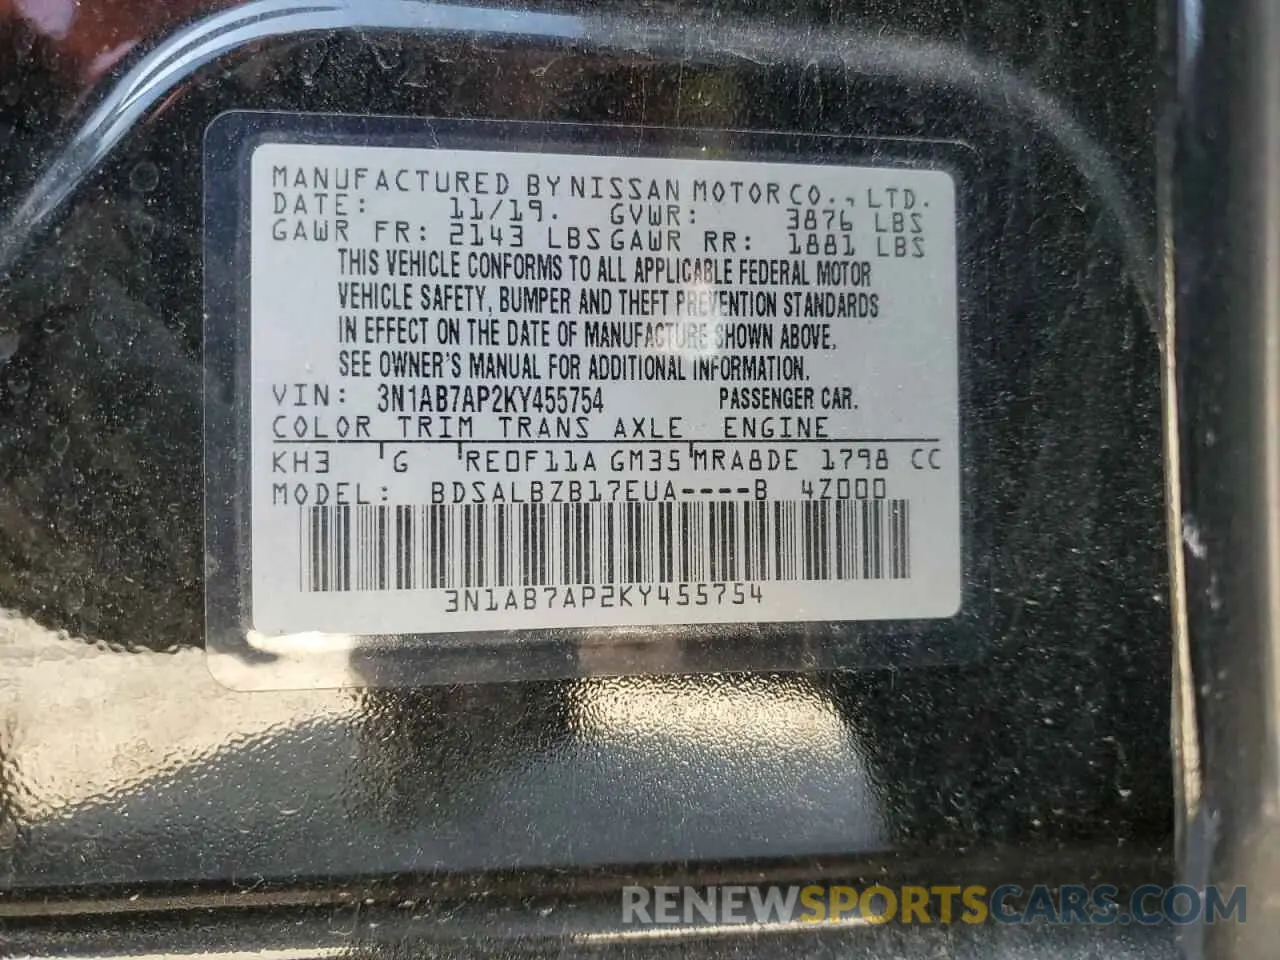 MANUFACTURED BY NISSAN MOTOR CO., LTD.
DATE: 11/19. GVWR: 3876 LBS
GAWR FR: 2143 LBS GAWR RR: 1881 LBS
THIS VEHICLE CONFORMS TO ALL APPLICABLE FEDERAL MOTOR
VEHICLE SAFETY, BUMPER AND THEFT PREVENTION STANDARDS
IN EFFECT ON THE DATE OF MANUFACTURE SHOWN ABOVE.
SEE OWNER'S MANUAL FOR ADDITIONAL INFORMATION.
VIN: 3N1AB7AP2KY455754 PASSENGER CAR.
COLOR TRIM TRANS AXLE ENGINE
KH3 G RE0F11A GM35 MRA8DE 1798 CC
MODEL: BDSALBZB17EUA----B 4Z000
3N1AB7AP2KY455754
RENEWSPORTSCARS.COM